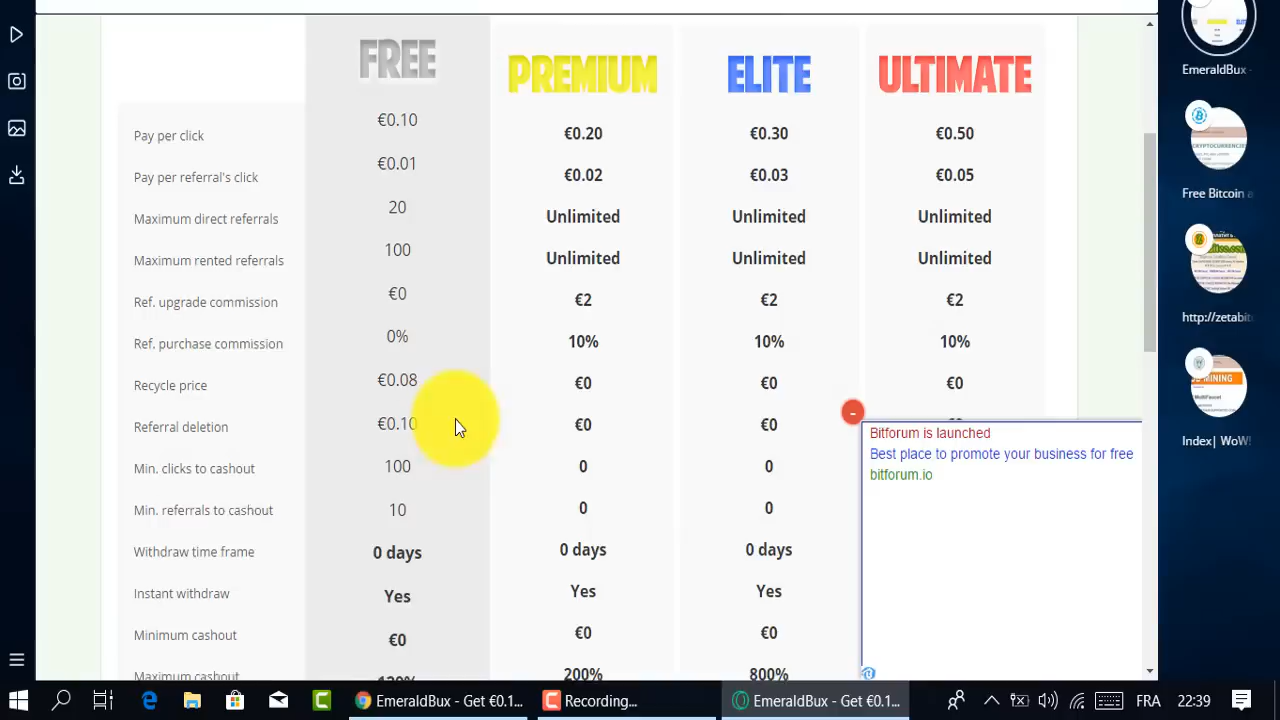 FREE PREMIUM ELITE ULTIMATE
Pay per click €0.10 €0.20 €0.30 €0.50
Pay per referral's click €0.01 €0.02 €0.03 €0.05
Maximum direct referrals 20 Unlimited Unlimited Unlimited
Maximum rented referrals 100 Unlimited Unlimited Unlimited
Ref. upgrade commission €0 €2 €2 €2
Ref. purchase commission 0% 10% 10% 10%
Recycle price €0.08 €0 €0 €0
Referral deletion €0.10 €0 €0
Min. clicks to cashout 100 0 0
Min. referrals to cashout 10 0 0
Withdraw time frame 0 days 0 days 0 days
Instant withdraw Yes Yes Yes
Minimum cashout €0 €0 €0
Maximum cashout 200% 800%
-
Bitforum is launched
Best place to promote your business for free
bitforum.io
EmeraldBux -
Free Bitcoin a
http://zetabit
Index| WoW!
EmeraldBux - Get €0.1...
Recording...
EmeraldBux - Get €0.1...
FRA
22:39